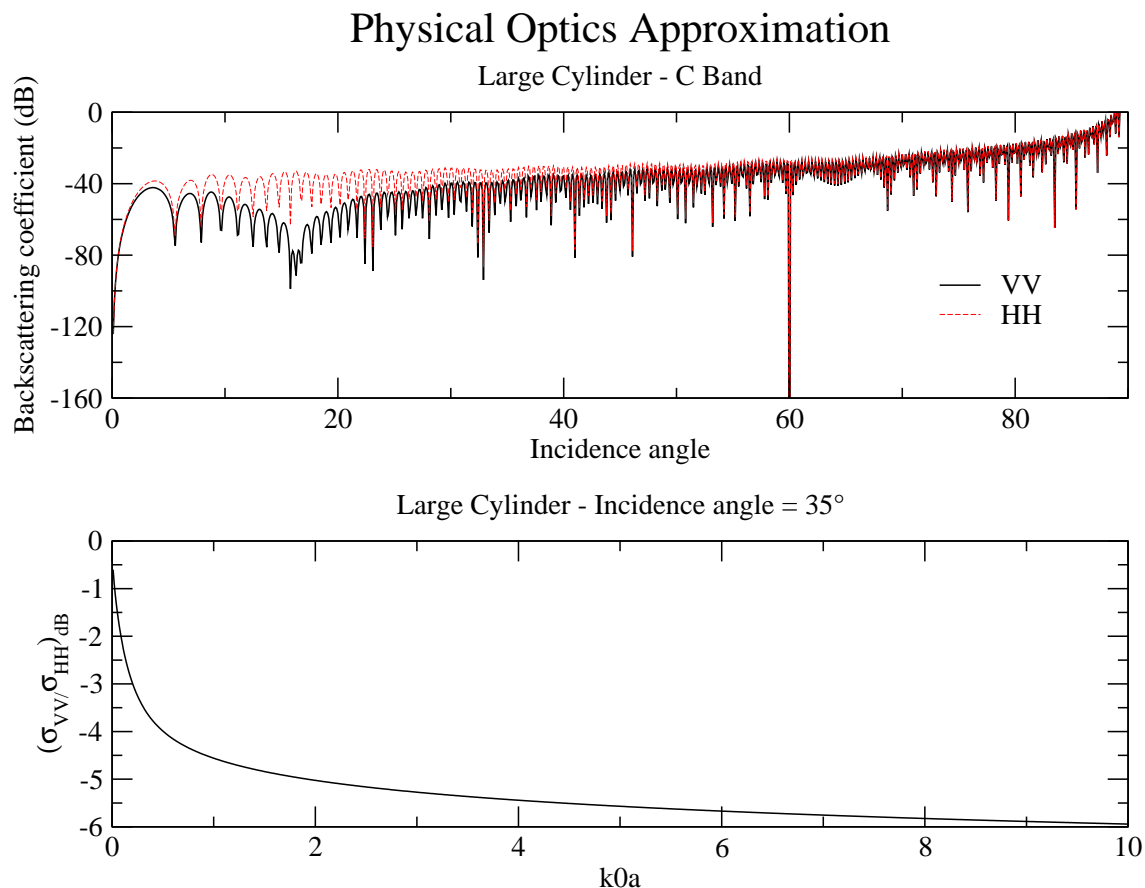 Physical Optics Approximation
Large Cylinder - C Band
Backscattering coefficient (dB)
0
-40
-80
-120
-160
VV
HH
0 20 40 60 80
Incidence angle
Large Cylinder - Incidence angle = 35°
(σVV/σHH)dB
0
-1
-2
-3
-4
-5
-6
0 2 4 6 8 10
k0a